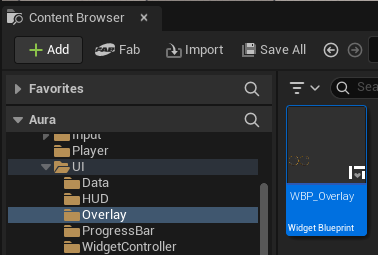 Content Browser
Add
Fab
Import
Save All
Favorites
Aura
Input
Player
UI
Data
HUD
Overlay
ProgressBar
WidgetController
Sea
WBP_Overlay
Widget Blueprint